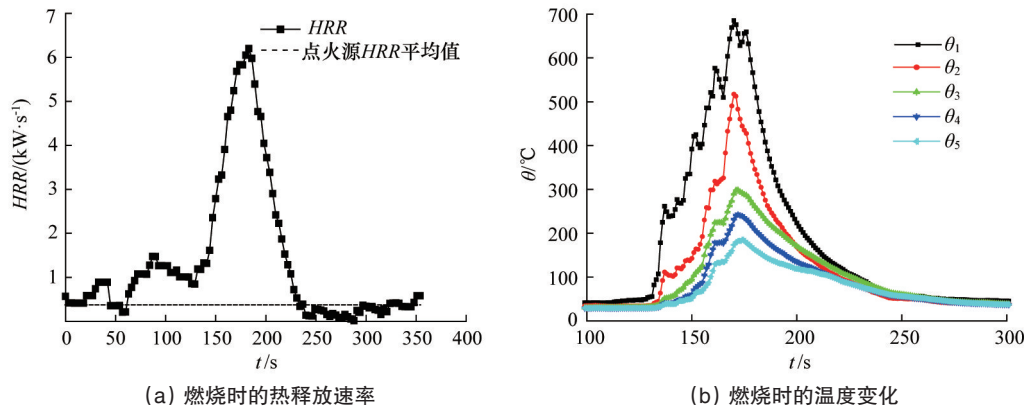 7
6
5
4
3
2
1
0
HRR/(kW·s⁻¹)
HRR
点火源HRR平均值
0 50 100 150 200 250 300 350 400
t/s
(a) 燃烧时的热释放速率
700
600
500
400
300
200
100
0
θ/℃
θ₁
θ₂
θ₃
θ₄
θ₅
100 150 200 250 300
t/s
(b) 燃烧时的温度变化